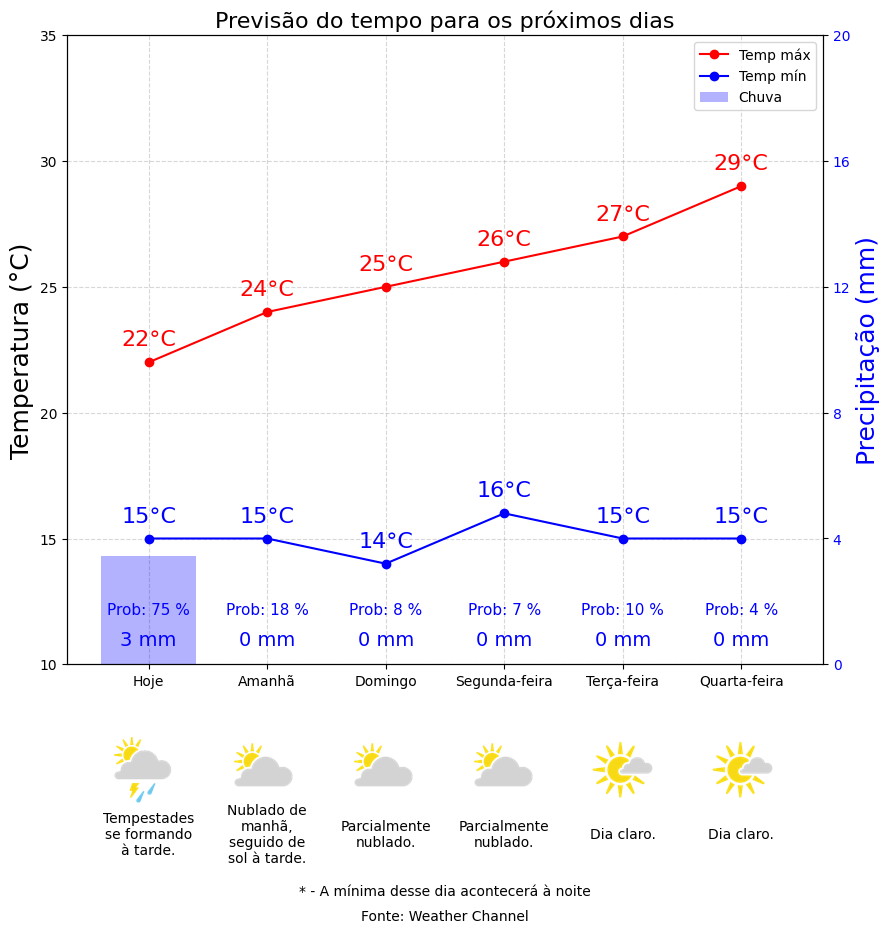 Previsão do tempo para os próximos dias
Temp máx
Temp mín
Chuva
Temperatura (°C)
Precipitação (mm)
35
30
25
20
15
10
20
16
12
8
4
0
22°C
24°C
25°C
26°C
27°C
29°C
15°C
15°C
14°C
16°C
15°C
15°C
Prob: 75 %
Prob: 18 %
Prob: 8 %
Prob: 7 %
Prob: 10 %
Prob: 4 %
3 mm
0 mm
0 mm
0 mm
0 mm
0 mm
Hoje
Amanhã
Domingo
Segunda-feira
Terça-feira
Quarta-feira
Tempestades
se formando
à tarde.
Nublado de
manhã,
seguido de
sol à tarde.
Parcialmente
nublado.
Parcialmente
nublado.
Dia claro.
Dia claro.
* - A mínima desse dia acontecerá à noite
Fonte: Weather Channel